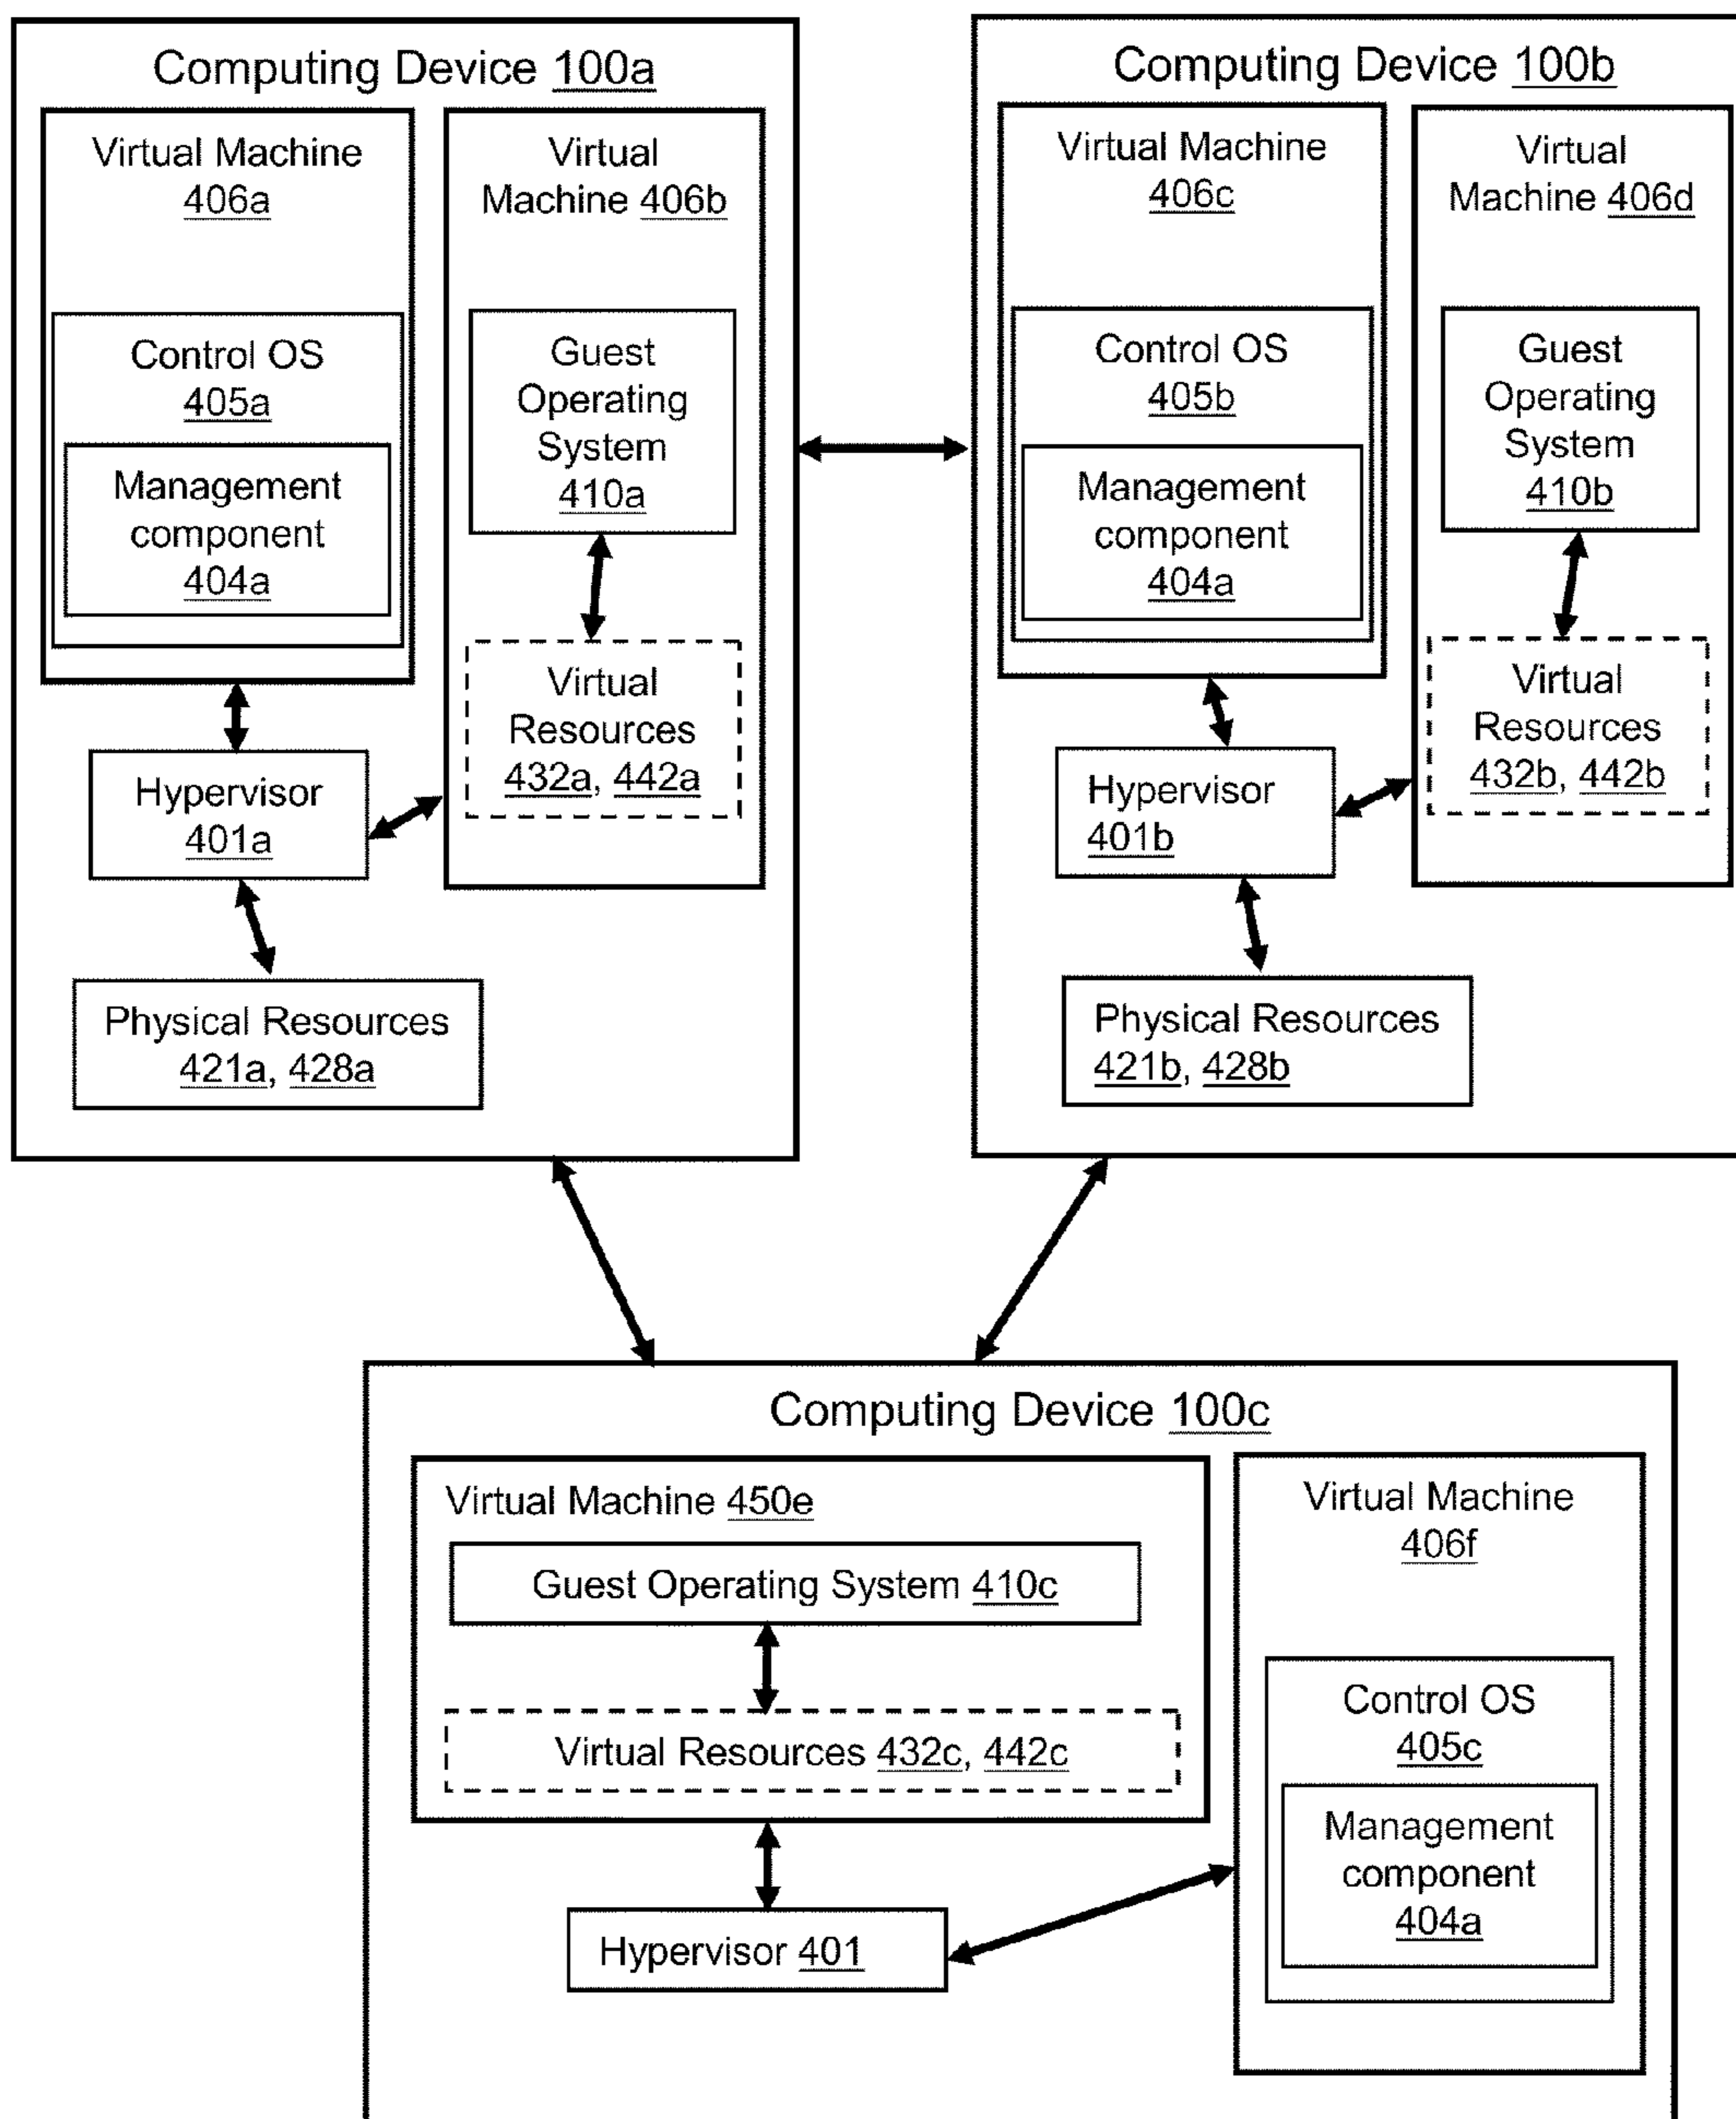 Computing Device 100a
Virtual Machine
406a
Control OS
405a
Management
component
404a
Virtual
Machine 406b
Guest
Operating
System
410a
Virtual
Resources
432a, 442a
Hypervisor
401a
Physical Resources
421a, 428a
Computing Device 100b
Virtual Machine
406c
Control OS
405b
Management
component
404a
Virtual
Machine 406d
Guest
Operating
System
410b
Virtual
Resources
432b, 442b
Hypervisor
401b
Physical Resources
421b, 428b
Computing Device 100c
Virtual Machine 450e
Guest Operating System 410c
Virtual Resources 432c, 442c
Hypervisor 401
Virtual Machine
406f
Control OS
405c
Management
component
404a